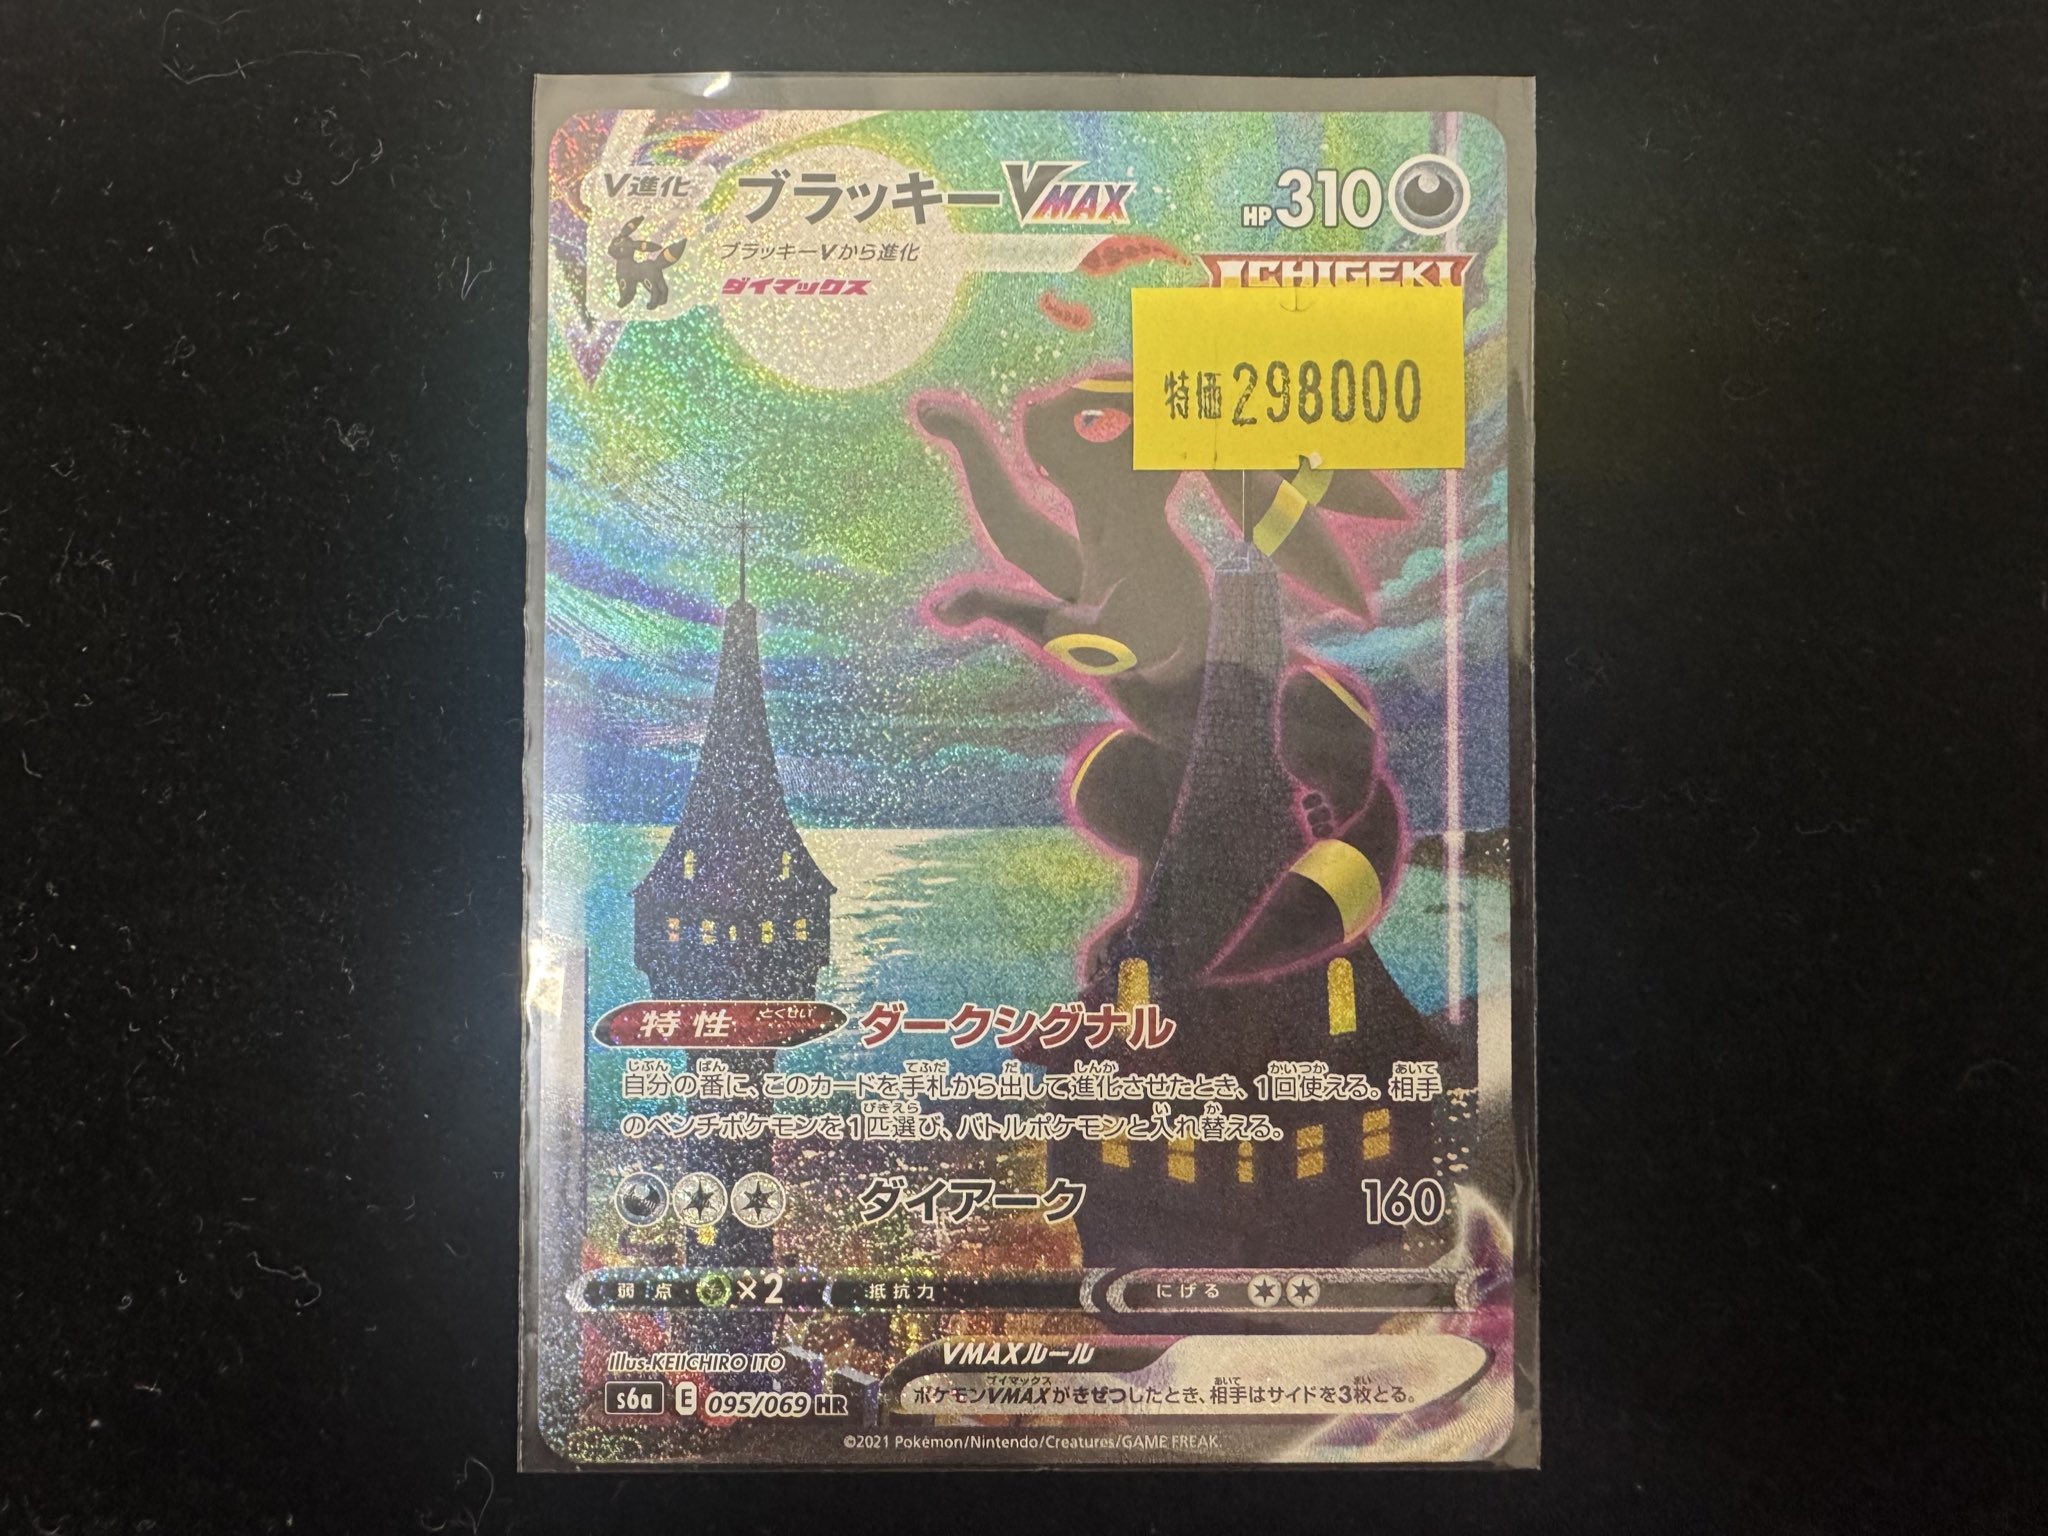 V進化
ブラッキーVMAX
HP310
ブラッキーVから進化
ダイマックス
ICHIGEKI
特価298000
特性 とくせい
ダークシグナル
じぶん ばん てふだ だ しんか かいつか あいて
自分の番に、このカードを手札から出して進化させたとき、1回使える。相手
びきえら い か
のベンチポケモンを1匹選び、バトルポケモンと入れ替える。
ダイアーク 160
弱点 ×2 抵抗力 にげる
Illus.KEIICHIRO ITO
VMAXルール
ブイマックス あいて まい
ポケモンVMAXがきぜつしたとき、相手はサイドを3枚とる。
s6a E 095/069 HR
©2021 Pokémon/Nintendo/Creatures/GAME FREAK.